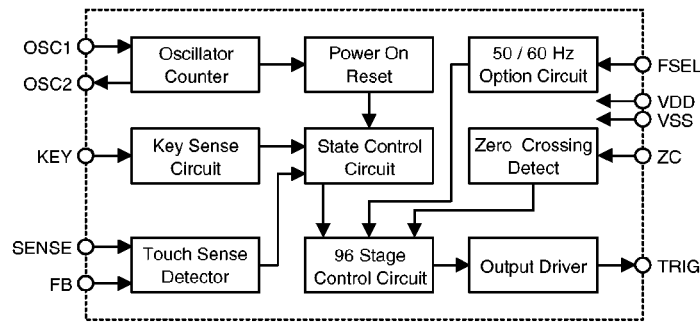 OSC1
OSC2
Oscillator
Counter
Power On
Reset
50 / 60 Hz
Option Circuit
FSEL
VDD
VSS
KEY
Key Sense
Circuit
State Control
Circuit
Zero Crossing
Detect
ZC
SENSE
FB
Touch Sense
Detector
96 Stage
Control Circuit
Output Driver
TRIG